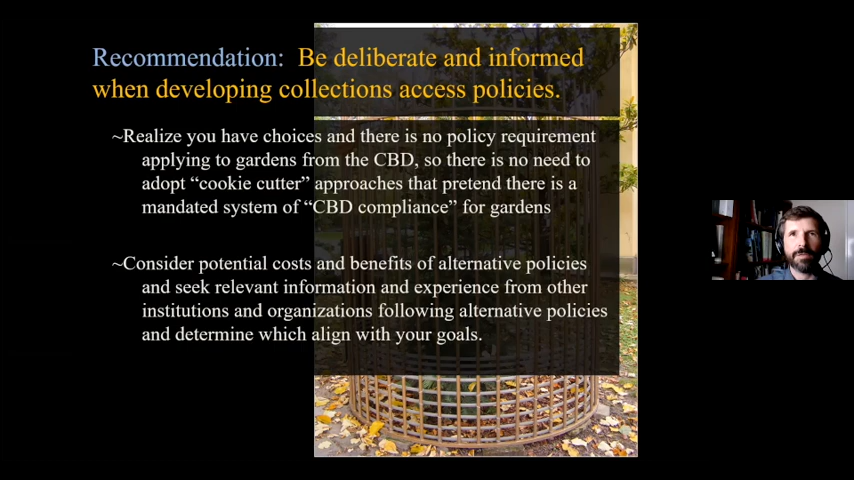 Recommendation: Be deliberate and informed
when developing collections access policies.
~Realize you have choices and there is no policy requirement
applying to gardens from the CBD, so there is no need to
adopt “cookie cutter” approaches that pretend there is a
mandated system of “CBD compliance” for gardens
~Consider potential costs and benefits of alternative policies
and seek relevant information and experience from other
institutions and organizations following alternative policies
and determine which align with your goals.